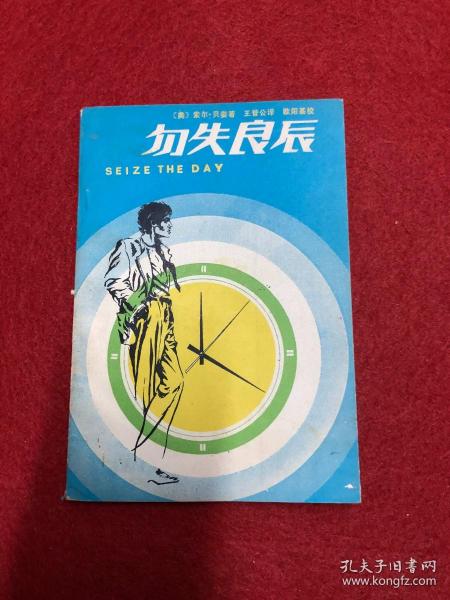 〔美〕索尔·贝娄著 王誉公译 欧阳基校
勿失良辰
SEIZE THE DAY
孔夫子旧书网
www.kongfz.com